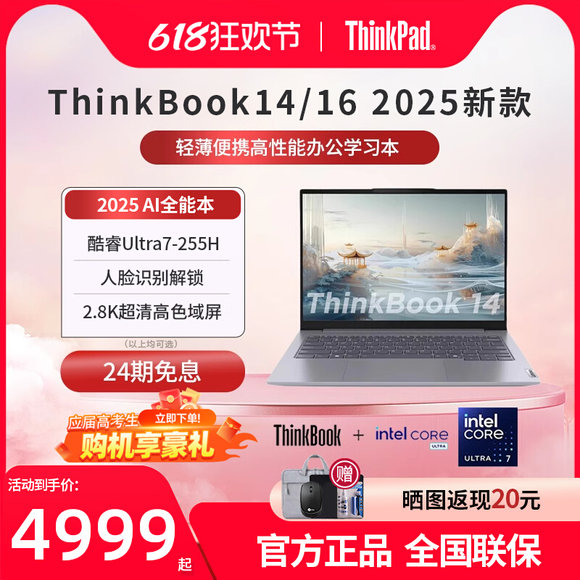 618狂欢节 | ThinkPad
ThinkBook14/16 2025新款
轻薄便携高性能办公学习本
2025 AI全能本
酷睿Ultra7-255H
人脸识别解锁
2.8K超清高色域屏
(以上均可选)
24期免息
ThinkBook 14
应届高考生
立即下单!
购机享豪礼
ThinkBook + intel core
ULTRA
intel
CORE
ULTRA 7
赠
晒图返现20元
活动到手价:
4999起
官方正品 全国联保